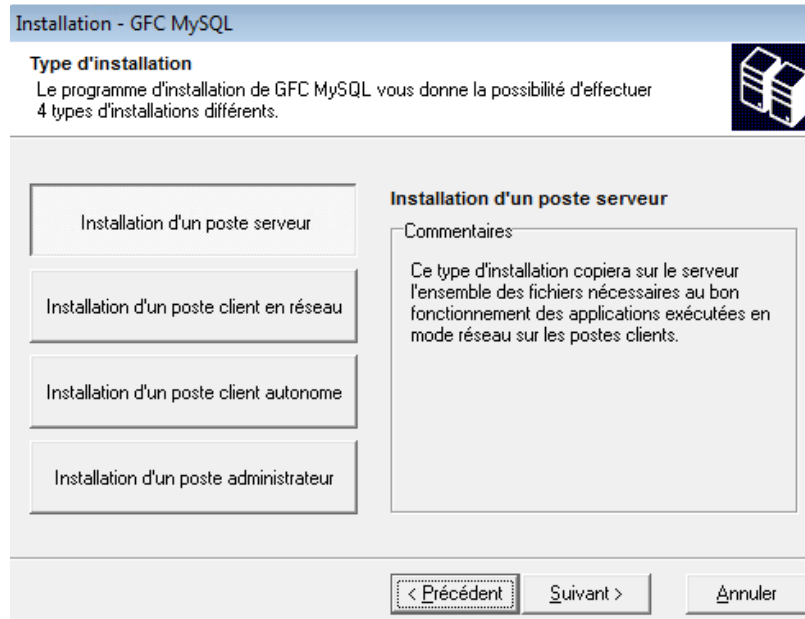 Installation - GFC MySQL
Type d'installation
Le programme d'installation de GFC MySQL vous donne la possibilité d'effectuer
4 types d'installations différents.
Installation d'un poste serveur
Installation d'un poste client en réseau
Installation d'un poste client autonome
Installation d'un poste administrateur
Installation d'un poste serveur
Commentaires
Ce type d'installation copiera sur le serveur
l'ensemble des fichiers nécessaires au bon
fonctionnement des applications exécutées en
mode réseau sur les postes clients.
< Précédent
Suivant >
Annuler